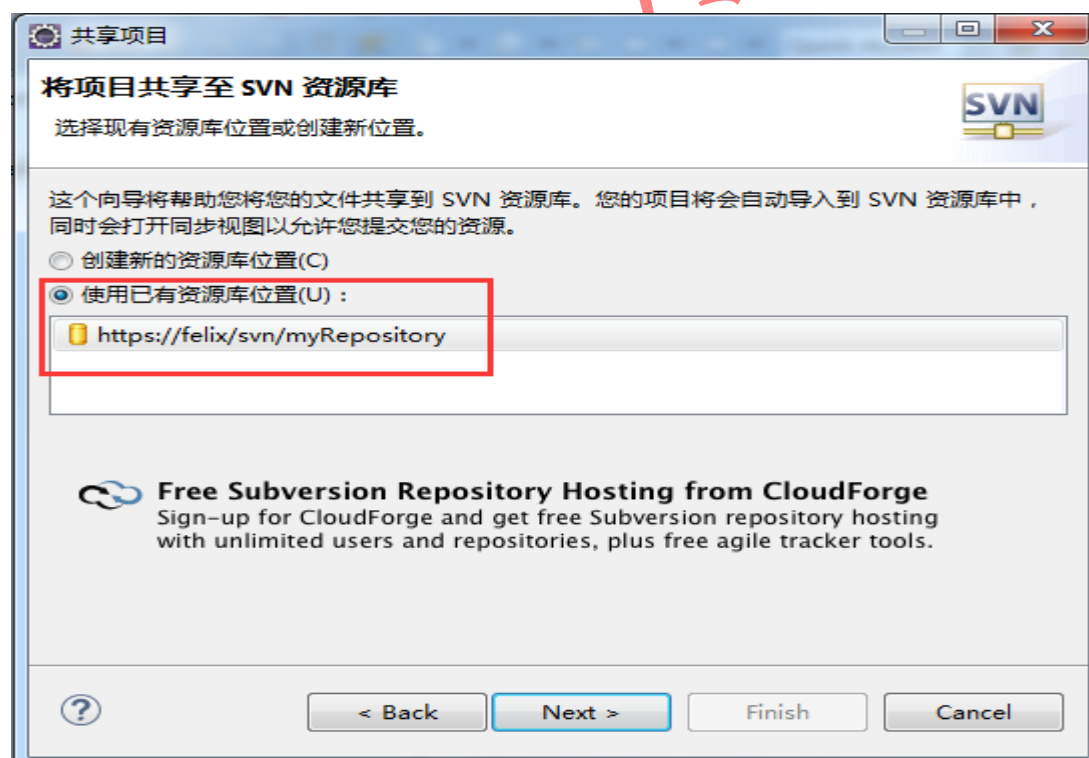 共享项目
将项目共享至 SVN 资源库
选择现有资源库位置或创建新位置。
SVN
这个向导将帮助您将您的文件共享到 SVN 资源库。您的项目将会自动导入到 SVN 资源库中，
同时会打开同步视图以允许您提交您的资源。
创建新的资源库位置(C)
使用已有资源库位置(U)：
https://felix/svn/myRepository
Free Subversion Repository Hosting from CloudForge
Sign-up for CloudForge and get free Subversion repository hosting
with unlimited users and repositories, plus free agile tracker tools.
?
< Back
Next >
Finish
Cancel